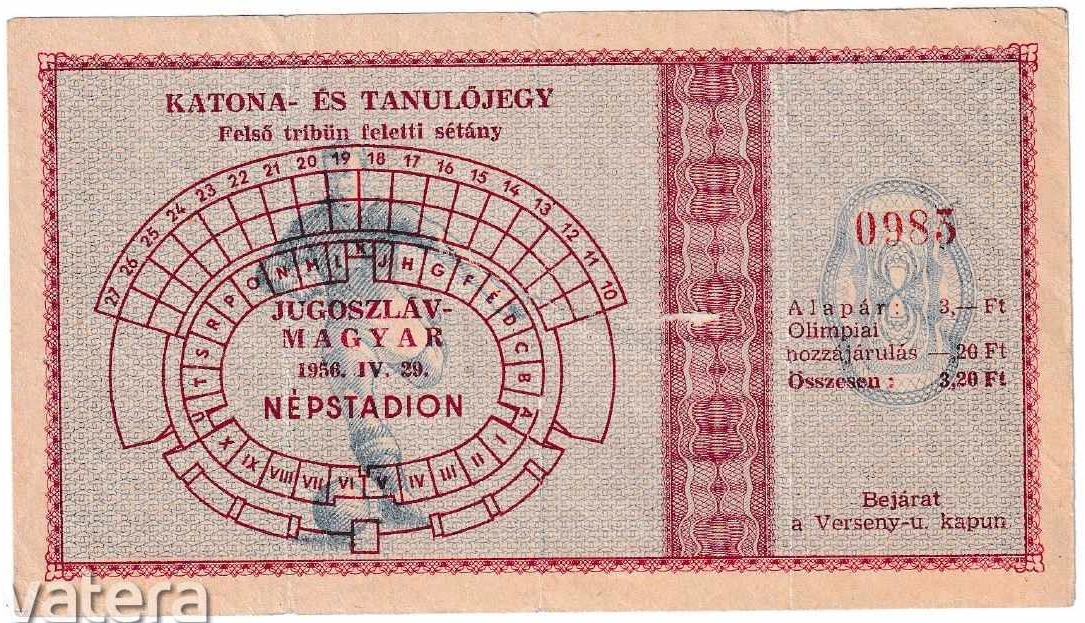 KATONA- ÉS TANULÓJEGY
Felső tribün feletti sétány
27 26 25 24 23 22 21 20 19 18 17 16 15 14 13 12 11 10
U T S R P O N M L K J H G F É D C B A
JUGOSZLÁV-
MAGYAR
1956. IV. 29.
NÉPSTADION
X IX VIII VII VI V IV III II I
0985
Alapár: 3,— Ft
Olimpiai
hozzájárulás —,20 Ft
Összesen: 3,20 Ft
Bejárat
a Verseny-u. kapun
vatera